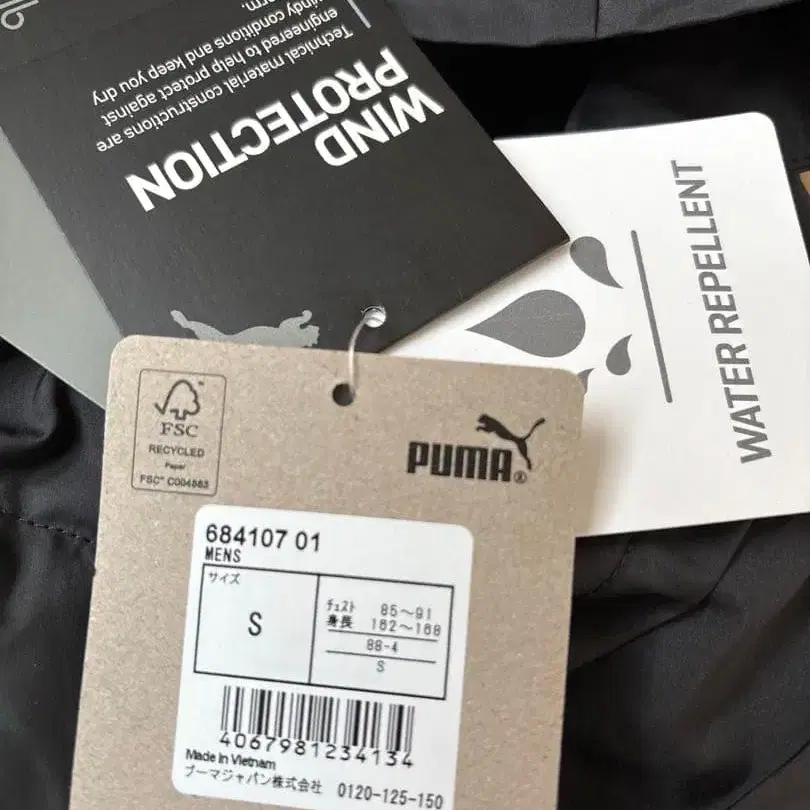 WIND
PROTECTION
Technical material constructions are
engineered to help protect against
windy conditions and keep you dry
WATER REPELLENT
FSC
RECYCLED
Paper
FSC® C004883
PUMA®
684107 01
MENS
サイズ
S
チェスト 85～91
身長 162～168
88-4
S
4067981234134
Made in Vietnam
プーマジャパン株式会社 0120-125-150